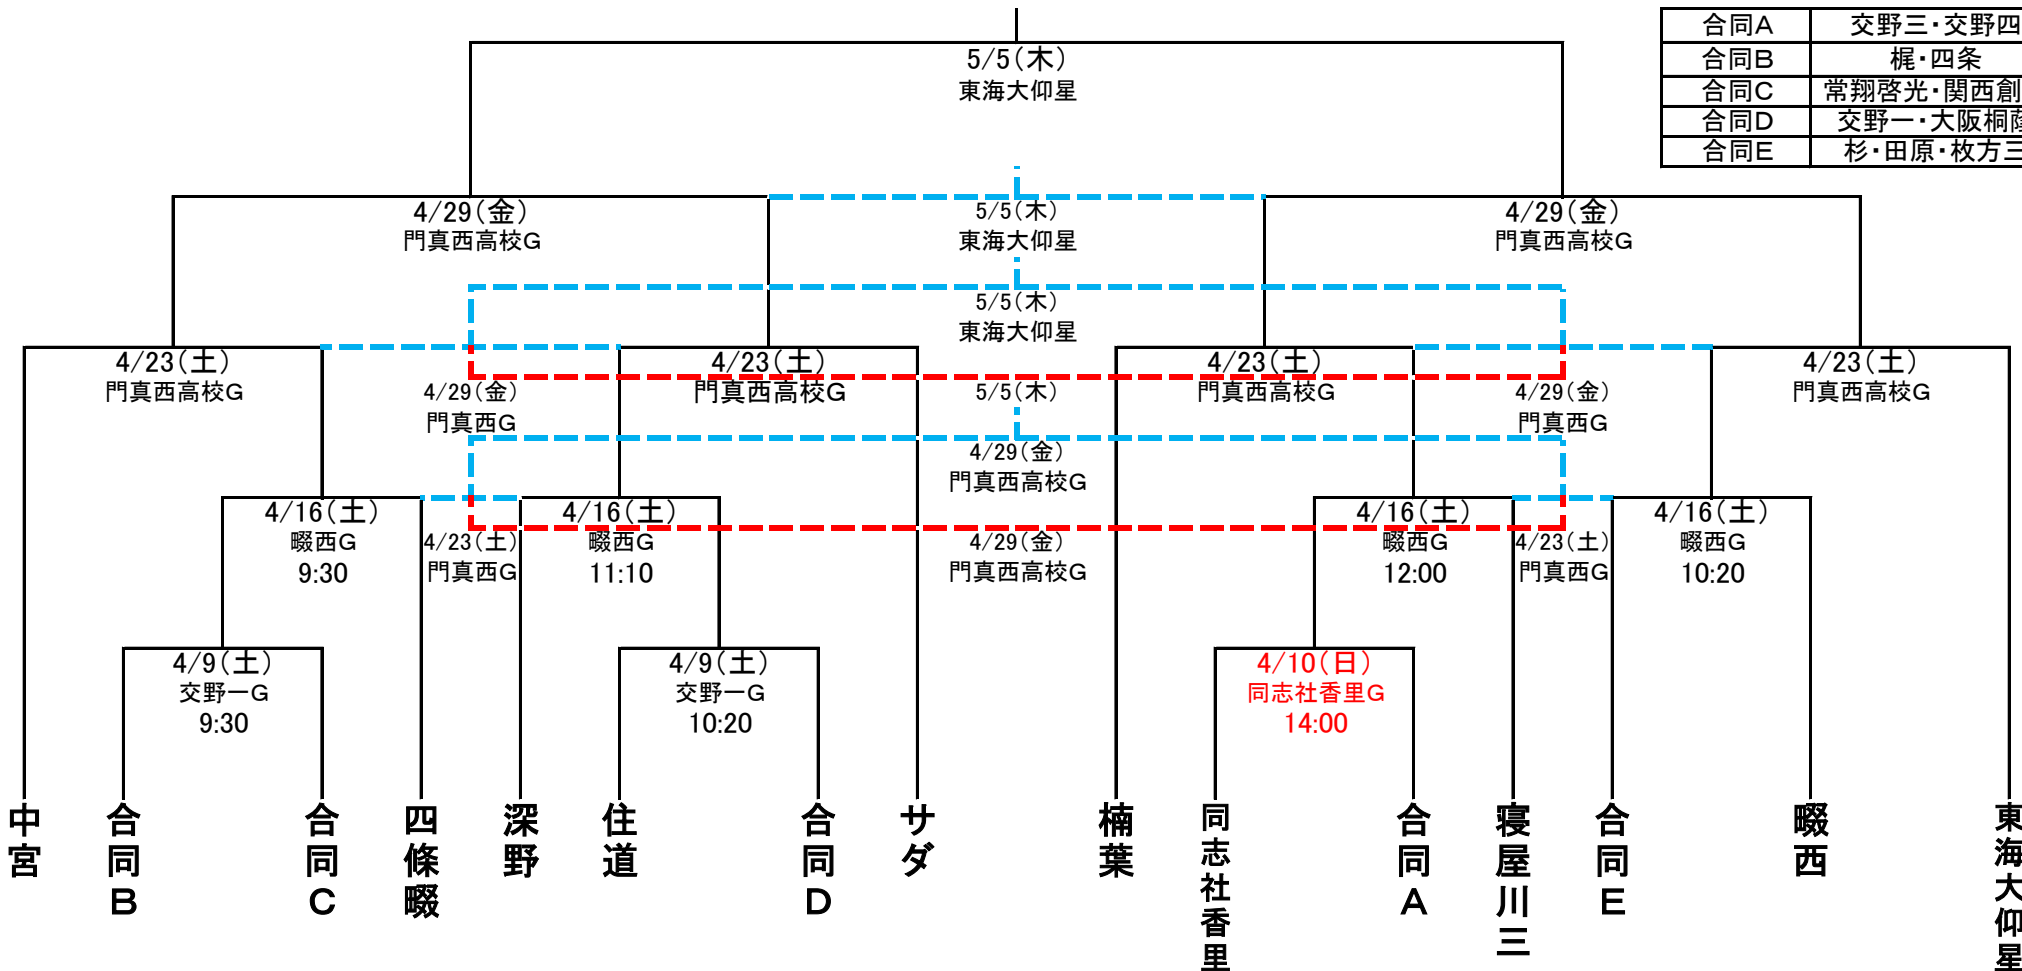 合同A 交野三・交野四
合同B 梶・四条
合同C 常翔啓光・関西創
合同D 交野一・大阪桐蔭
合同E 杉・田原・枚方三
5/5(木)
東海大仰星
4/29(金)
門真西高校G
5/5(木)
東海大仰星
4/29(金)
門真西高校G
5/5(木)
東海大仰星
4/23(土)
門真西高校G
4/29(金)
門真西G
4/23(土)
門真西高校G
5/5(木)
4/23(土)
門真西高校G
4/29(金)
門真西G
4/23(土)
門真西高校G
4/29(金)
門真西高校G
4/16(土)
畷西G
9:30
4/23(土)
門真西G
4/16(土)
畷西G
11:10
4/29(金)
門真西高校G
4/16(土)
畷西G
12:00
4/23(土)
門真西G
4/16(土)
畷西G
10:20
4/9(土)
交野一G
9:30
4/9(土)
交野一G
10:20
4/10(日)
同志社香里G
14:00
中宮
合同B
合同C
四條畷
深野
住道
合同D
サダ
楠葉
同志社香里
合同A
寝屋川三
合同E
畷西
東海大仰星